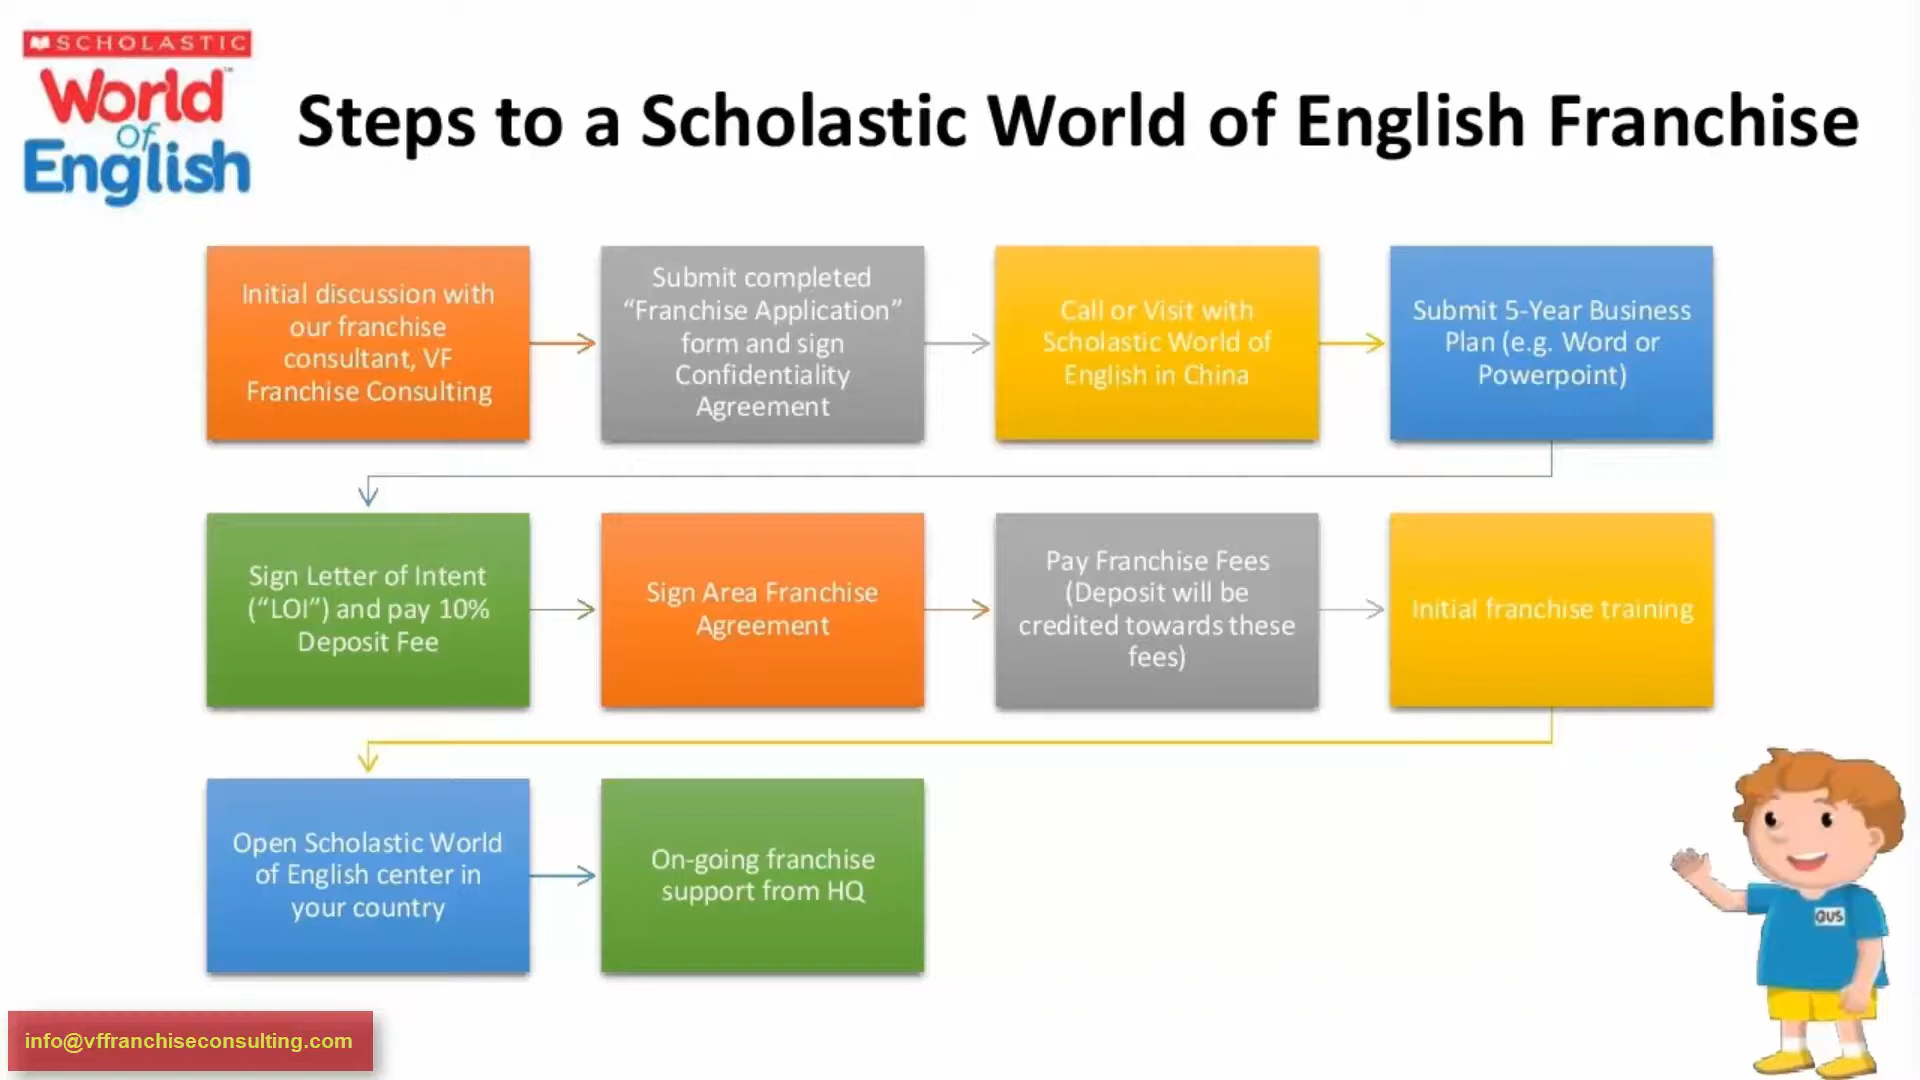 SCHOLASTIC
World™
OF
English
Steps to a Scholastic World of English Franchise
Initial discussion with
our franchise
consultant, VF
Franchise Consulting
Submit completed
“Franchise Application”
form and sign
Confidentiality
Agreement
Call or Visit with
Scholastic World of
English in China
Submit 5-Year Business
Plan (e.g. Word or
Powerpoint)
Sign Letter of Intent
(“LOI”) and pay 10%
Deposit Fee
Sign Area Franchise
Agreement
Pay Franchise Fees
(Deposit will be
credited towards these
fees)
Initial franchise training
Open Scholastic World
of English center in
your country
On-going franchise
support from HQ
GUS
info@vffranchiseconsulting.com